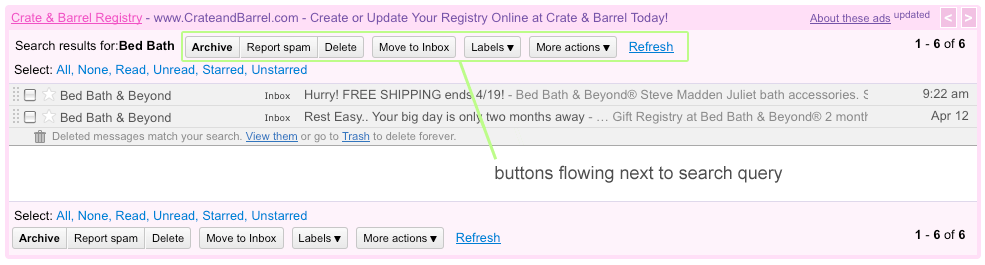 Crate & Barrel Registry - www.CrateandBarrel.com - Create or Update Your Registry Online at Crate & Barrel Today! About these ads updated < >
Search results for:Bed Bath Archive Report spam Delete Move to Inbox Labels ▾ More actions ▾ Refresh 1 - 6 of 6
Select: All, None, Read, Unread, Starred, Unstarred
Bed Bath & Beyond Inbox Hurry! FREE SHIPPING ends 4/19! - Bed Bath & Beyond® Steve Madden Juliet bath accessories. S 9:22 am
Bed Bath & Beyond Inbox Rest Easy.. Your big day is only two months away - … Gift Registry at Bed Bath & Beyond® 2 month Apr 12
Deleted messages match your search. View them or go to Trash to delete forever.
buttons flowing next to search query
Select: All, None, Read, Unread, Starred, Unstarred
Archive Report spam Delete Move to Inbox Labels ▾ More actions ▾ Refresh 1 - 6 of 6